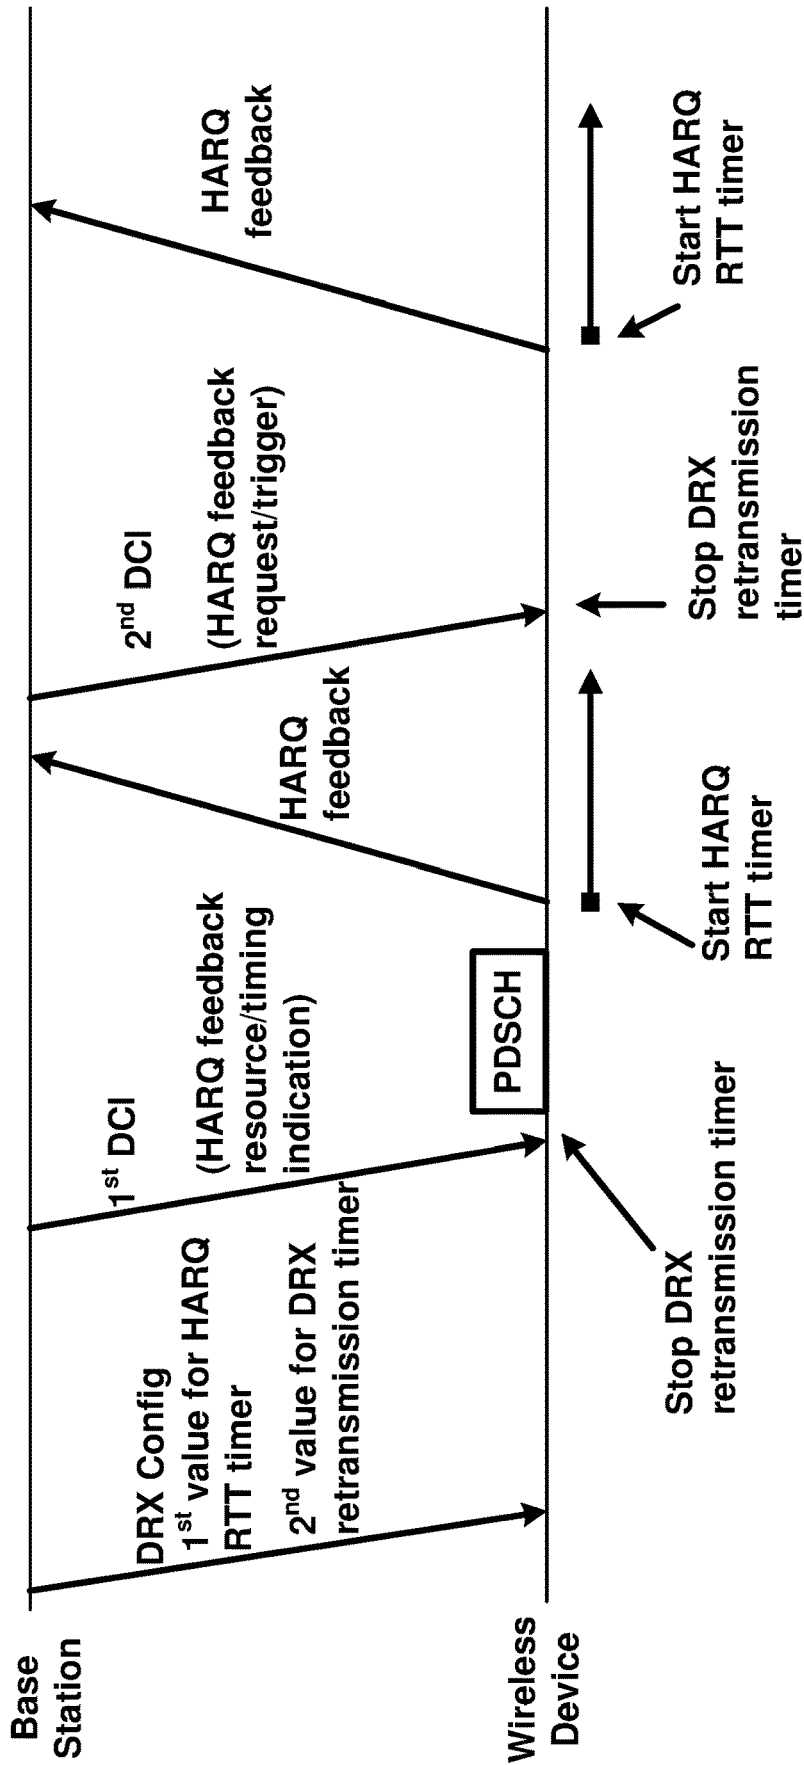 Base
Station
Wireless
Device
DRX Config
1st value for HARQ
RTT timer
2nd value for DRX
retransmission timer
1st DCI
(HARQ feedback
resource/timing
indication)
PDSCH
Stop DRX
retransmission timer
HARQ
feedback
Start HARQ
RTT timer
2nd DCI
(HARQ feedback
request/trigger)
Stop DRX
retransmission
timer
HARQ
feedback
Start HARQ
RTT timer